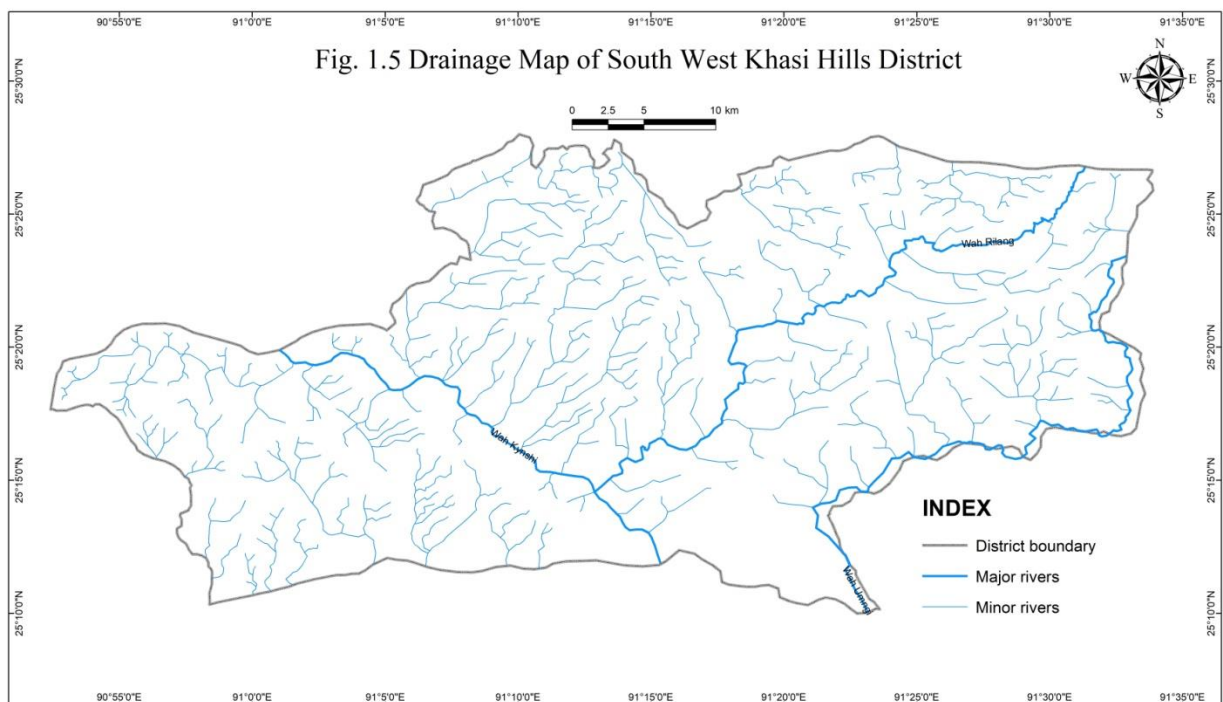 90°55'0"E 91°0'0"E 91°5'0"E 91°10'0"E 91°15'0"E 91°20'0"E 91°25'0"E 91°30'0"E 91°35'0"E
Fig. 1.5 Drainage Map of South West Khasi Hills District
N
W E
S
0 2.5 5 10 km
25°30'0"N 25°30'0"N
25°25'0"N 25°25'0"N
Wah Rilang
25°20'0"N 25°20'0"N
Wah Kynshi
25°15'0"N 25°15'0"N
INDEX
District boundary
Major rivers
Wah Umngi
Minor rivers
25°10'0"N 25°10'0"N
90°55'0"E 91°0'0"E 91°5'0"E 91°10'0"E 91°15'0"E 91°20'0"E 91°25'0"E 91°30'0"E 91°35'0"E